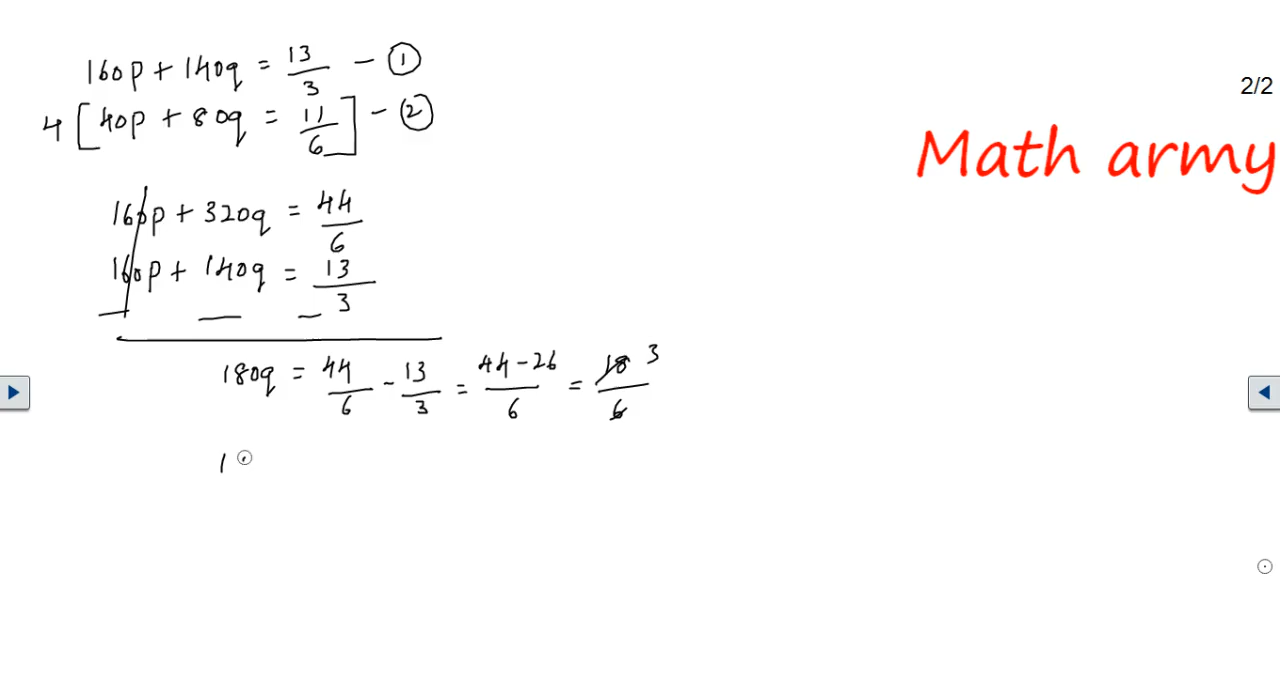 160p + 140q = 13/3 - ①
4 [40p + 80q = 11/6] - ②
2/2
Math army
160p + 320q = 44/6
160p + 140q = 13/3
180q = 44/6 - 13/3 = 44-26/6 = 18/6 3
1